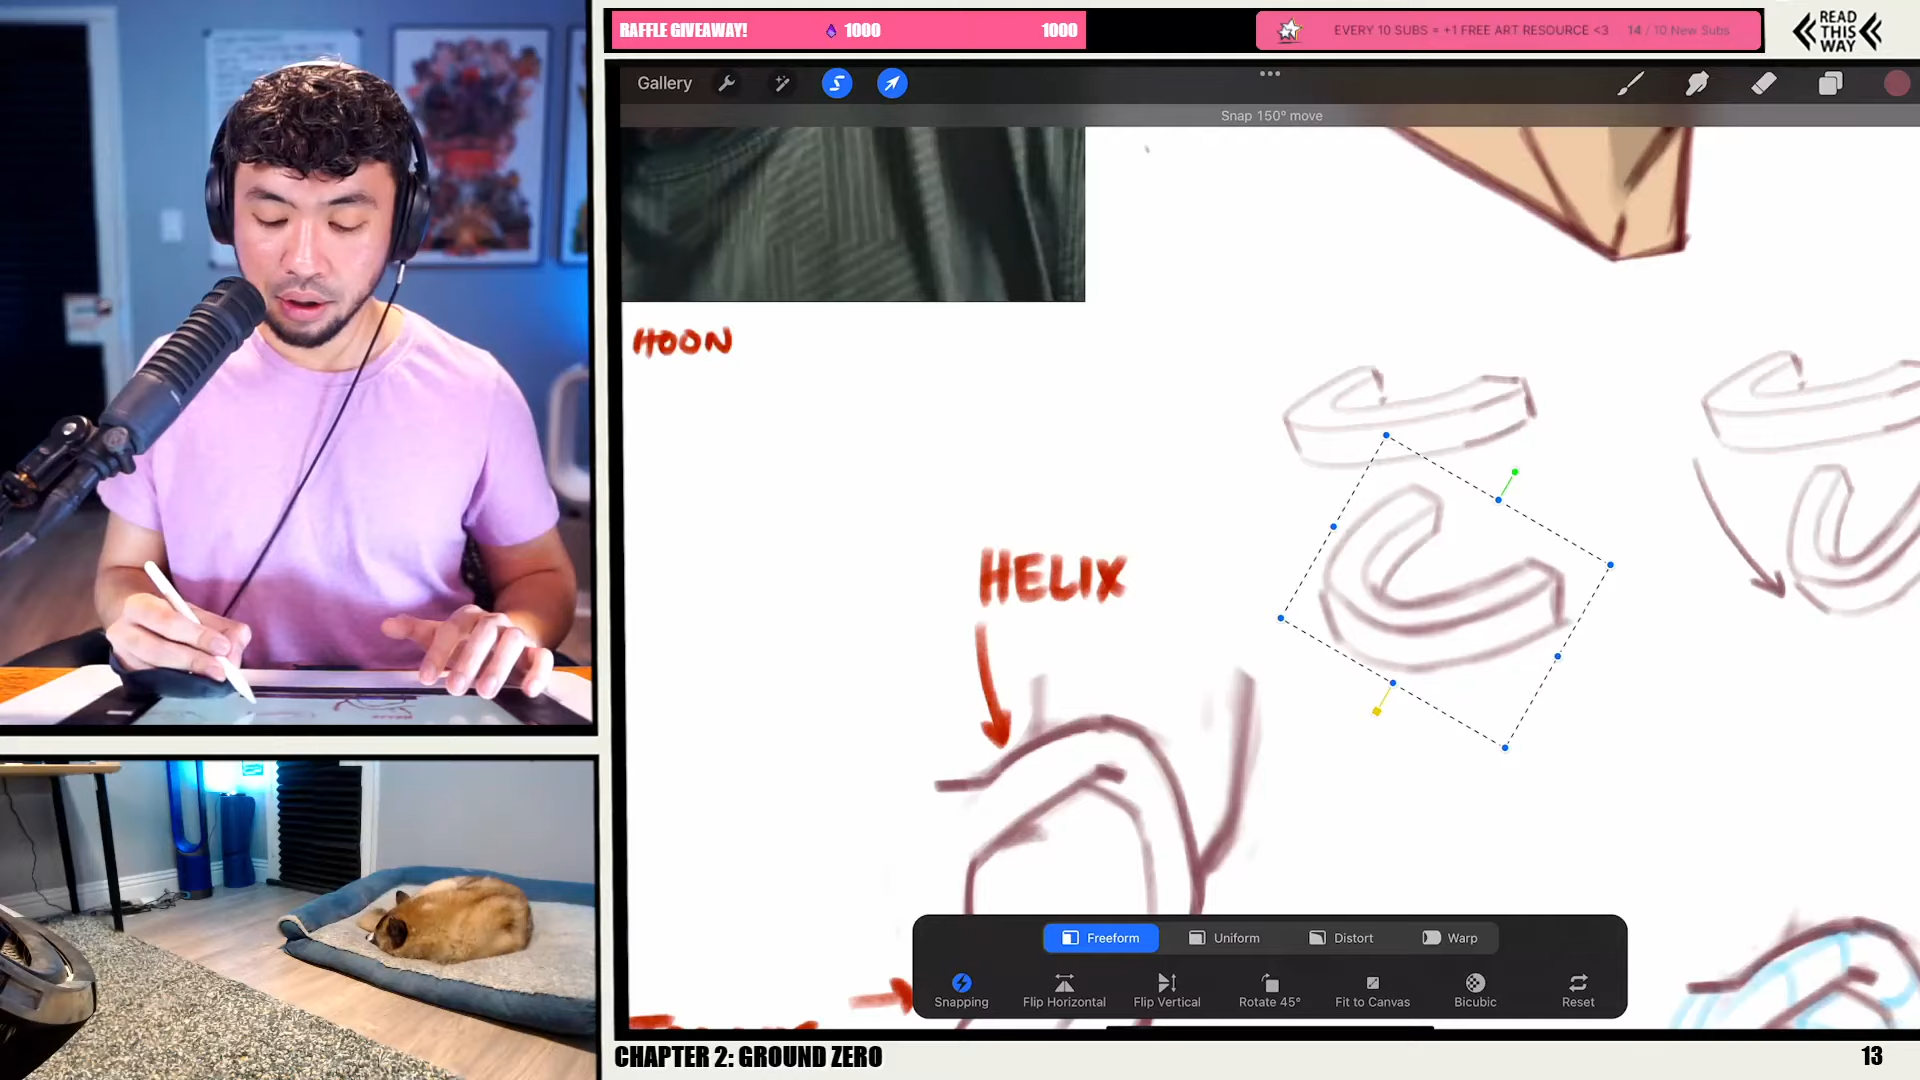 RAFFLE GIVEAWAY! 1000 1000
EVERY 10 SUBS = +1 FREE ART RESOURCE <3 14 / 10 New Subs
READ
THIS
WAY
Gallery
Snap 150° move
HOON
HELIX
Freeform Uniform Distort Warp
Snapping Flip Horizontal Flip Vertical Rotate 45° Fit to Canvas Bicubic Reset
CHAPTER 2: GROUND ZERO
13